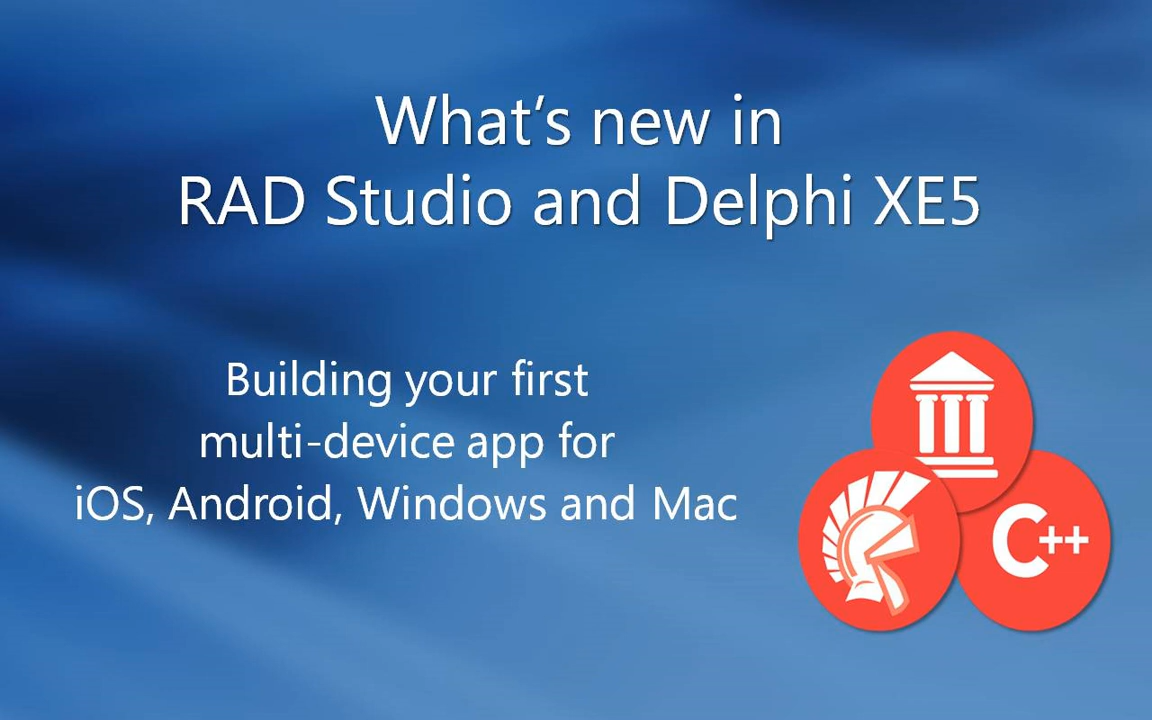 What's new in
RAD Studio and Delphi XE5
Building your first
multi-device app for
iOS, Android, Windows and Mac
C++